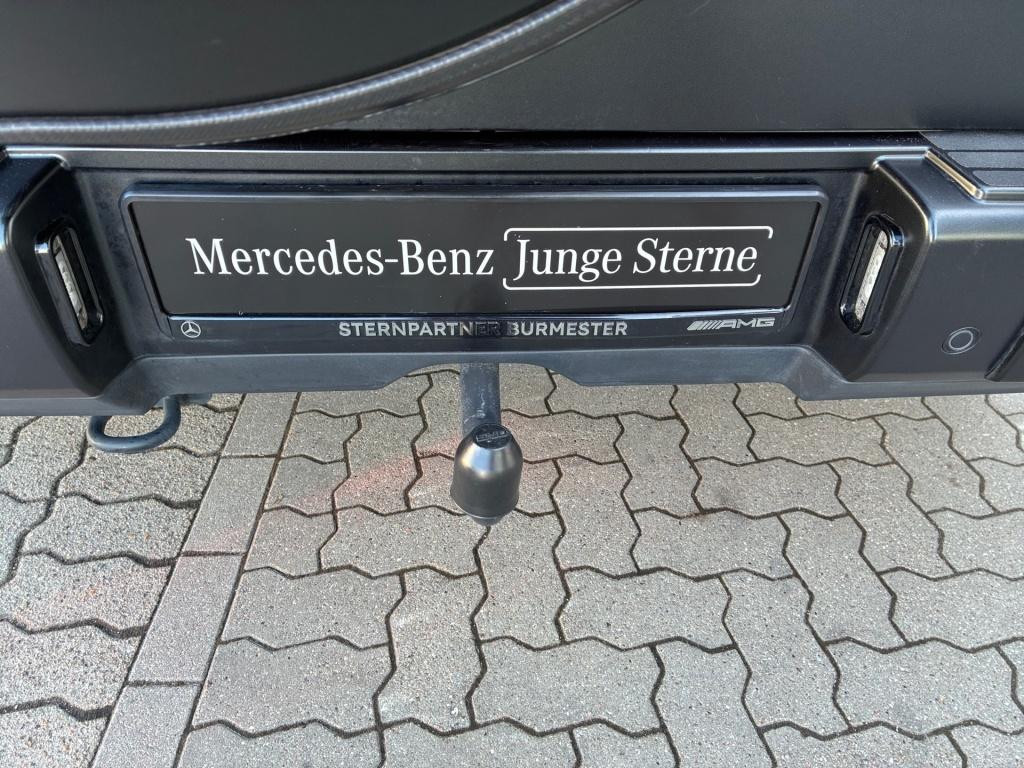 Mercedes-Benz Junge Sterne
STERNPARTNER BURMESTER AMG